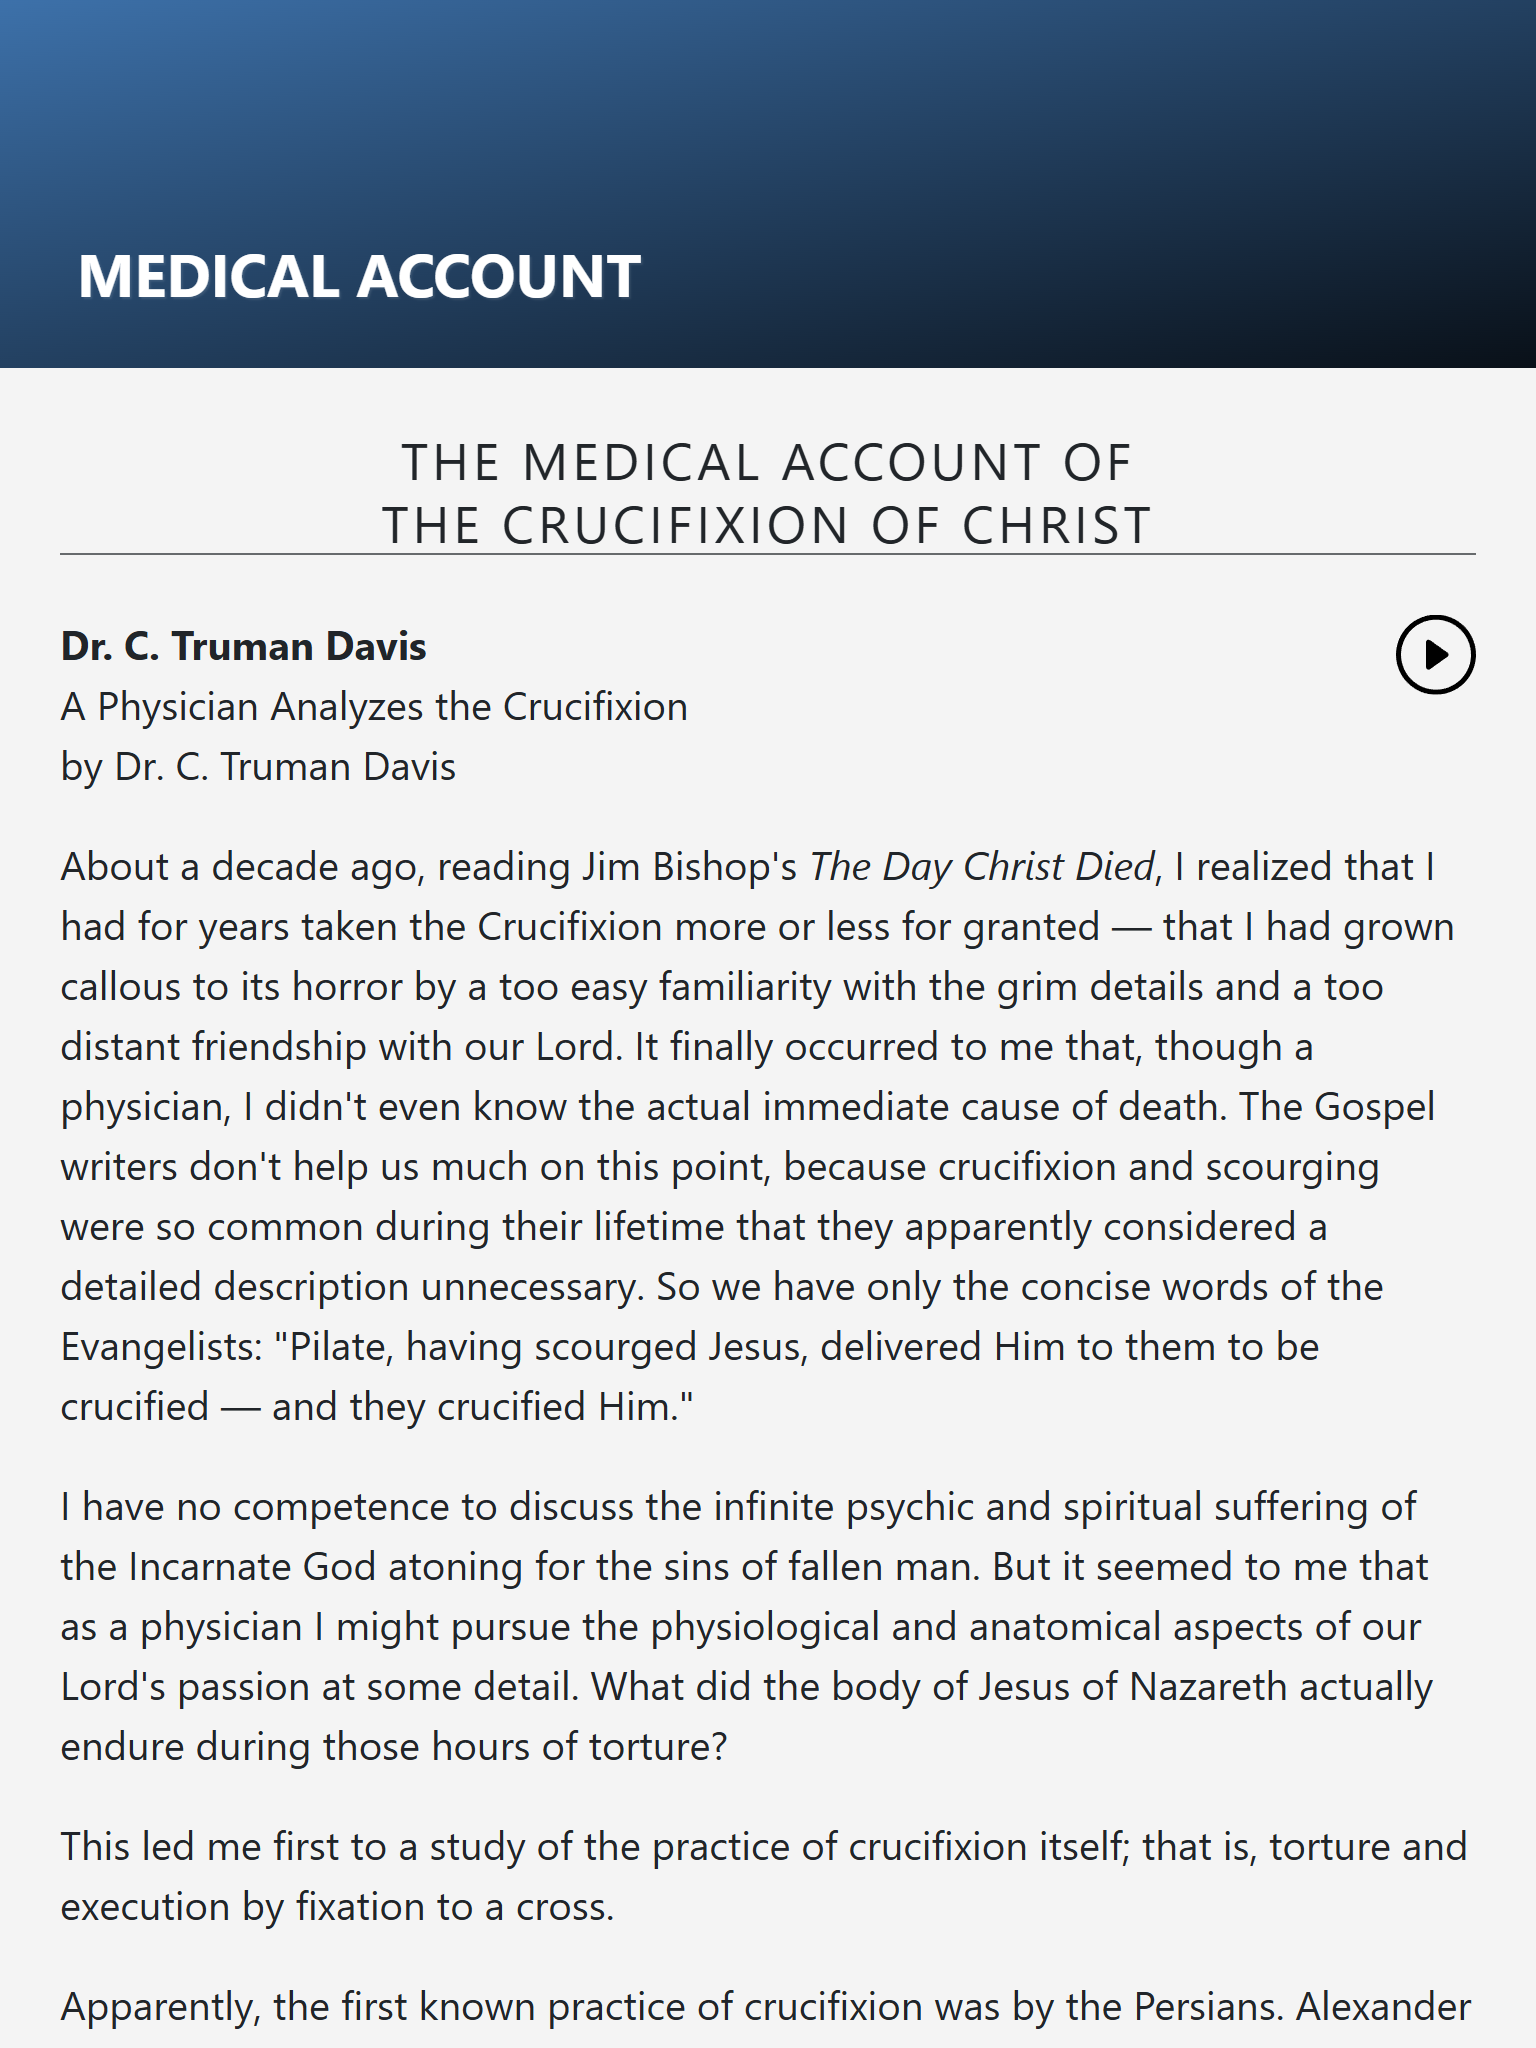 MEDICAL ACCOUNT
THE MEDICAL ACCOUNT OF
THE CRUCIFIXION OF CHRIST
Dr. C. Truman Davis
A Physician Analyzes the Crucifixion
by Dr. C. Truman Davis
About a decade ago, reading Jim Bishop's The Day Christ Died, I realized that I
had for years taken the Crucifixion more or less for granted — that I had grown
callous to its horror by a too easy familiarity with the grim details and a too
distant friendship with our Lord. It finally occurred to me that, though a
physician, I didn't even know the actual immediate cause of death. The Gospel
writers don't help us much on this point, because crucifixion and scourging
were so common during their lifetime that they apparently considered a
detailed description unnecessary. So we have only the concise words of the
Evangelists: "Pilate, having scourged Jesus, delivered Him to them to be
crucified — and they crucified Him."
I have no competence to discuss the infinite psychic and spiritual suffering of
the Incarnate God atoning for the sins of fallen man. But it seemed to me that
as a physician I might pursue the physiological and anatomical aspects of our
Lord's passion at some detail. What did the body of Jesus of Nazareth actually
endure during those hours of torture?
This led me first to a study of the practice of crucifixion itself; that is, torture and
execution by fixation to a cross.
Apparently, the first known practice of crucifixion was by the Persians. Alexander